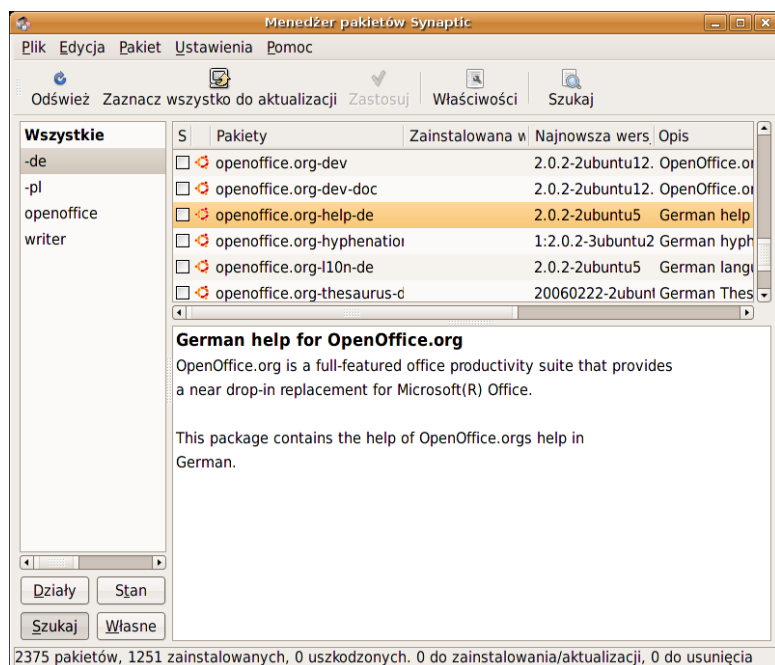 Menedżer pakietów Synaptic
Plik Edycja Pakiet Ustawienia Pomoc
Odśwież Zaznacz wszystko do aktualizacji Zastosuj Właściwości Szukaj
Wszystkie
-de
-pl
openoffice
writer
S Pakiety Zainstalowana w Najnowsza wers Opis
openoffice.org-dev 2.0.2-2ubuntu12. OpenOffice.or
openoffice.org-dev-doc 2.0.2-2ubuntu12. OpenOffice.or
openoffice.org-help-de 2.0.2-2ubuntu5 German help
openoffice.org-hyphenation 1:2.0.2-3ubuntu2 German hyph
openoffice.org-l10n-de 2.0.2-2ubuntu5 German langu
openoffice.org-thesaurus-d 20060222-2ubunt German Thes
German help for OpenOffice.org
OpenOffice.org is a full-featured office productivity suite that provides
a near drop-in replacement for Microsoft(R) Office.
This package contains the help of OpenOffice.orgs help in
German.
Działy Stan
Szukaj Własne
2375 pakietów, 1251 zainstalowanych, 0 uszkodzonych. 0 do zainstalowania/aktualizacji, 0 do usunięcia